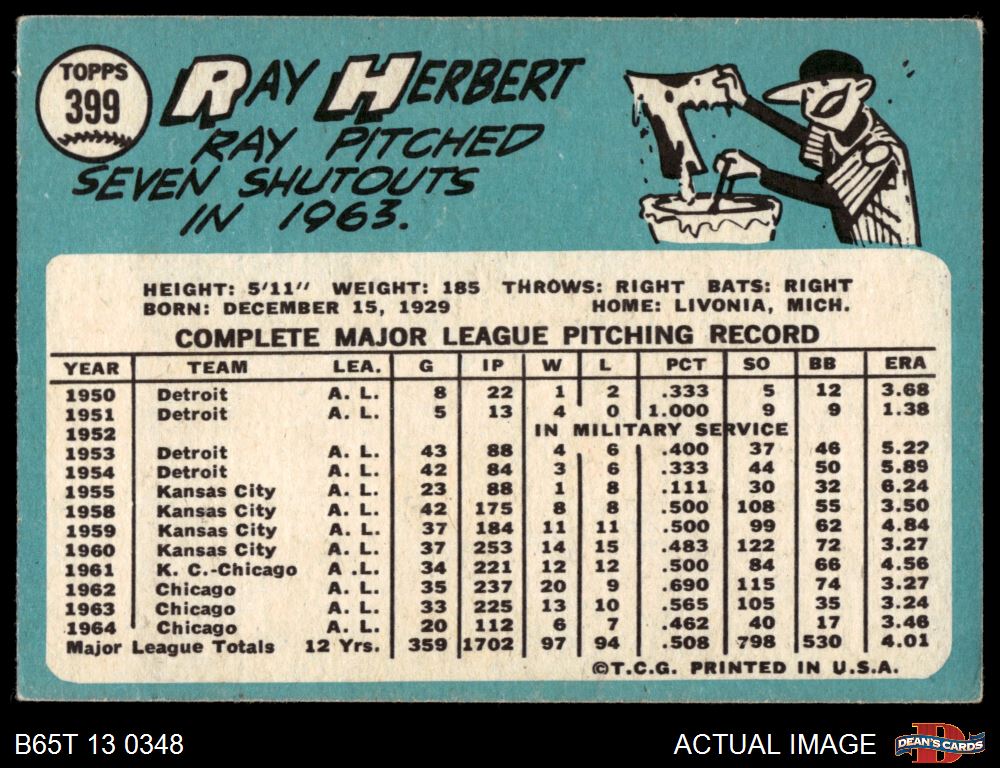 TOPPS
399
RAY HERBERT
RAY PITCHED
SEVEN SHUTOUTS
IN 1963.
HEIGHT: 5'11" WEIGHT: 185 THROWS: RIGHT BATS: RIGHT
BORN: DECEMBER 15, 1929 HOME: LIVONIA, MICH.
COMPLETE MAJOR LEAGUE PITCHING RECORD
YEAR TEAM LEA. G IP W L PCT SO BB ERA
1950 Detroit A. L. 8 22 1 2 .333 5 12 3.68
1951 Detroit A. L. 5 13 4 0 1.000 9 9 1.38
1952 IN MILITARY SERVICE
1953 Detroit A. L. 43 88 4 6 .400 37 46 5.22
1954 Detroit A. L. 42 84 3 6 .333 44 50 5.89
1955 Kansas City A. L. 23 88 1 8 .111 30 32 6.24
1958 Kansas City A. L. 42 175 8 8 .500 108 55 3.50
1959 Kansas City A. L. 37 184 11 11 .500 99 62 4.84
1960 Kansas City A. L. 37 253 14 15 .483 122 72 3.27
1961 K. C.-Chicago A .L. 34 221 12 12 .500 84 66 4.56
1962 Chicago A. L. 35 237 20 9 .690 115 74 3.27
1963 Chicago A. L. 33 225 13 10 .565 105 35 3.24
1964 Chicago A. L. 20 112 6 7 .462 40 17 3.46
Major League Totals 12 Yrs. 359 1702 97 94 .508 798 530 4.01
©T.C.G. PRINTED IN U.S.A.
B65T 13 0348 ACTUAL IMAGE DEAN'S CARDS